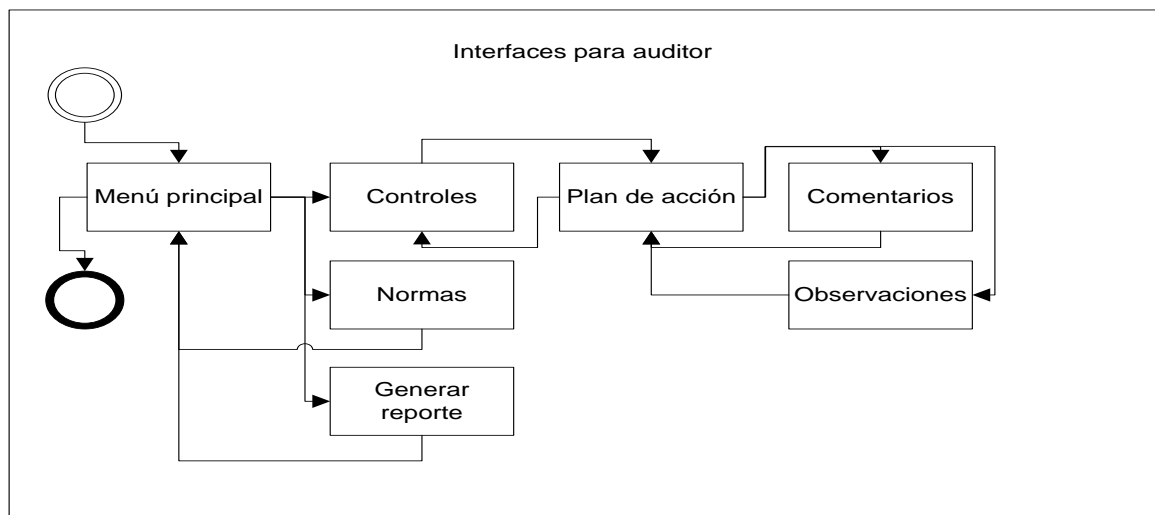 Interfaces para auditor
Menú principal
Controles
Plan de acción
Comentarios
Normas
Observaciones
Generar
reporte